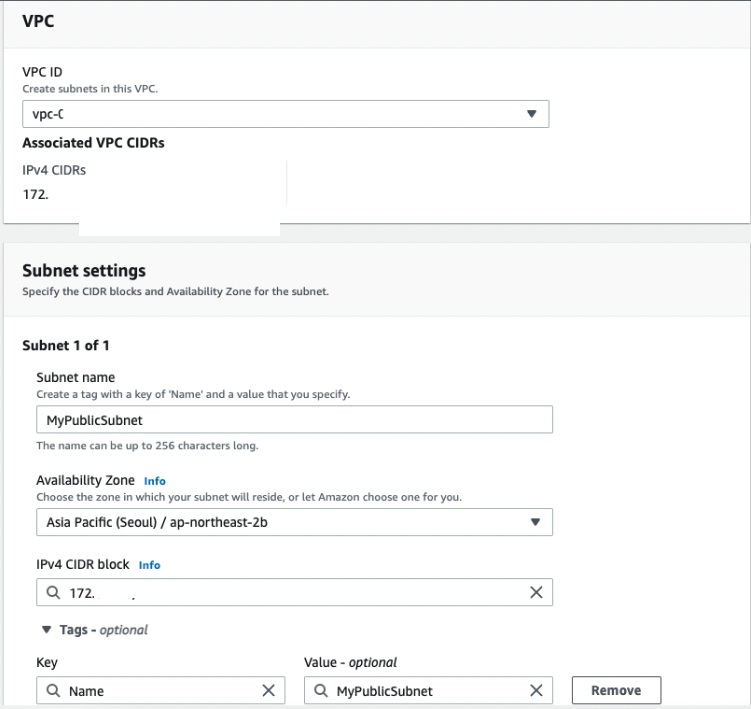 VPC
VPC ID
Create subnets in this VPC.
vpc-0
Associated VPC CIDRs
IPv4 CIDRs
172.
Subnet settings
Specify the CIDR blocks and Availability Zone for the subnet.
Subnet 1 of 1
Subnet name
Create a tag with a key of 'Name' and a value that you specify.
MyPublicSubnet
The name can be up to 256 characters long.
Availability Zone Info
Choose the zone in which your subnet will reside, or let Amazon choose one for you.
Asia Pacific (Seoul) / ap-northeast-2b
IPv4 CIDR block Info
172. .
Tags - optional
Key Value - optional
Name MyPublicSubnet Remove